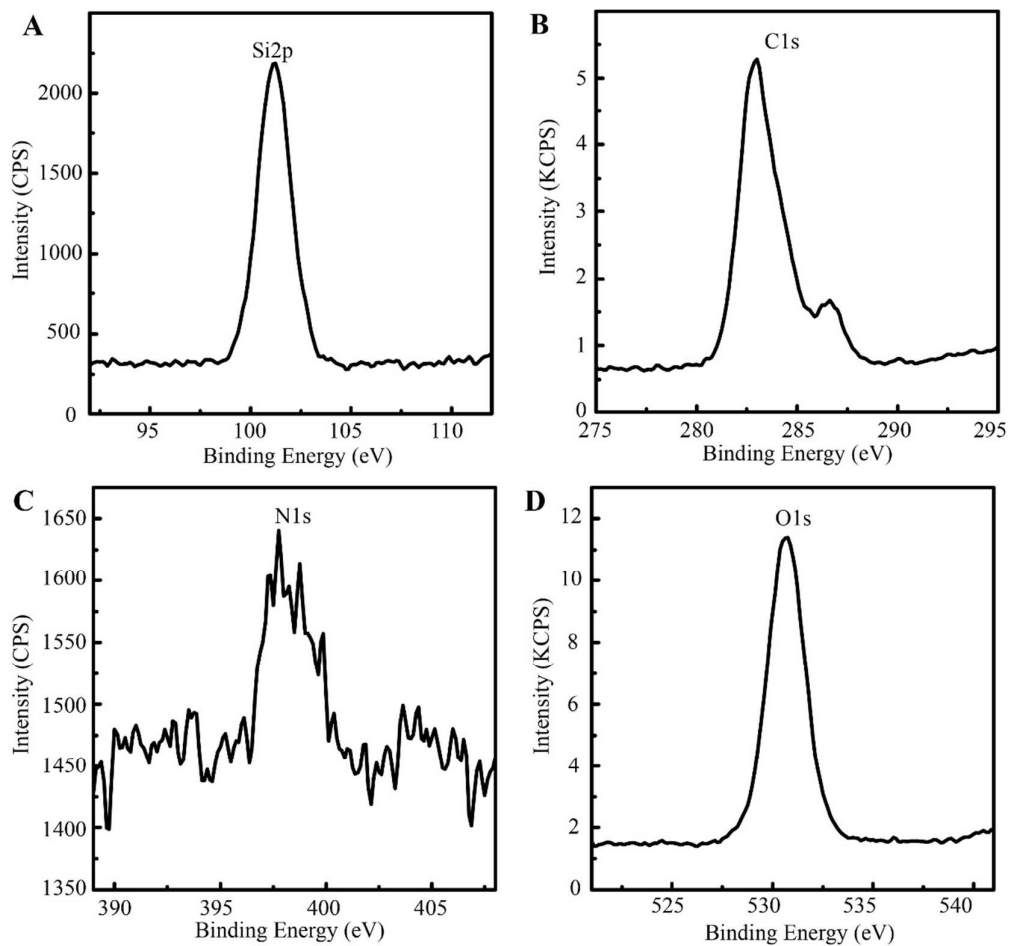 A
Si2p
Intensity (CPS)
2000
1500
1000
500
0
95
100
105
110
Binding Energy (eV)
B
C1s
Intensity (KCPS)
5
4
3
2
1
0
275
280
285
290
295
Binding Energy (eV)
C
N1s
Intensity (CPS)
1650
1600
1550
1500
1450
1400
1350
390
395
400
405
Binding Energy (eV)
D
O1s
Intensity (KCPS)
12
10
8
6
4
2
0
525
530
535
540
Binding Energy (eV)